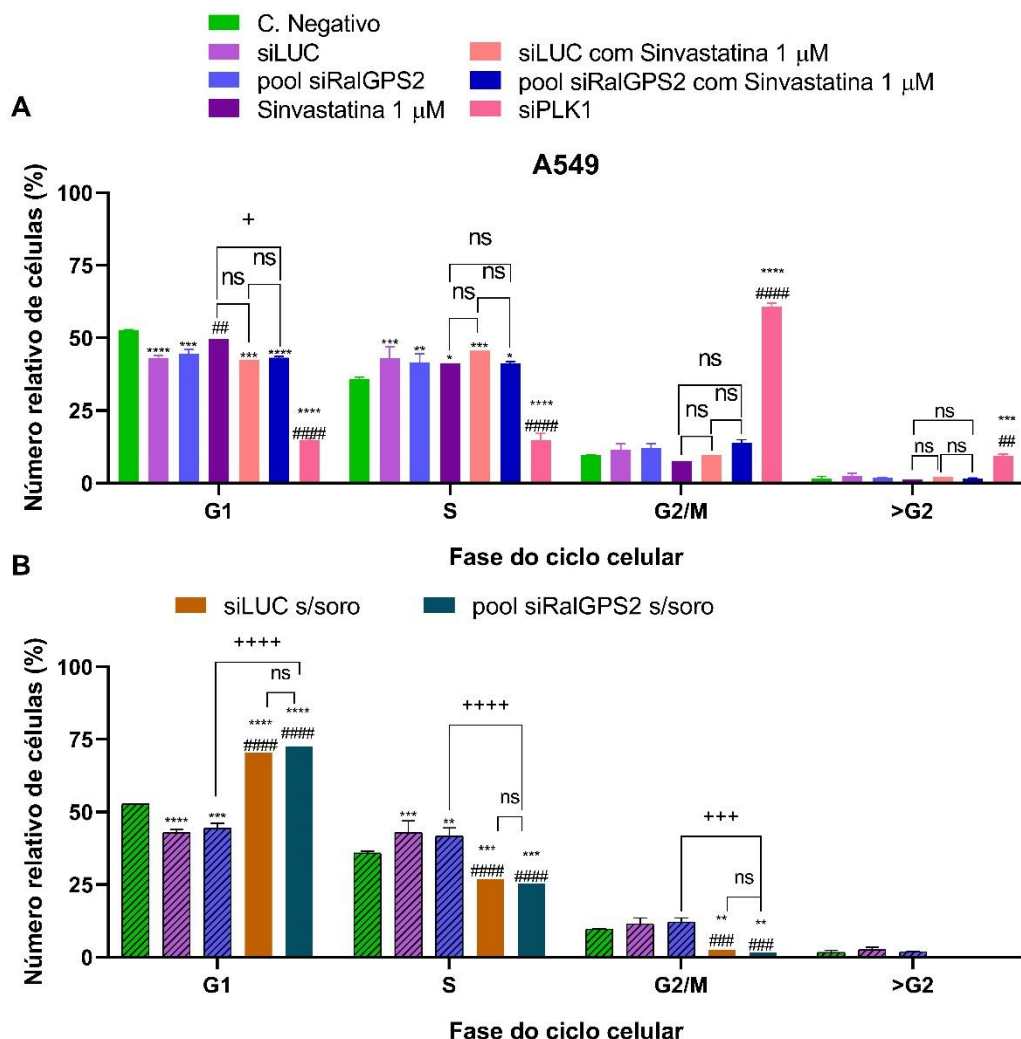 C. Negativo
siLUC
siLUC com Sinvastatina 1 μM
pool siRalGPS2
pool siRalGPS2 com Sinvastatina 1 μM
Sinvastatina 1 μM
siPLK1
A
A549
Número relativo de células (%)
100
75
50
25
0
+
ns
ns
##
****
***
***
****
****
####
ns
ns
ns
***
**
*
***
*
****
####
ns
ns
ns
****
####
ns
ns
ns
***
##
G1
S
G2/M
>G2
Fase do ciclo celular
B
siLUC s/soro
pool siRalGPS2 s/soro
Número relativo de células (%)
100
75
50
25
0
++++
ns
****
***
****
####
****
####
++++
ns
***
**
***
####
***
####
+++
ns
**
###
**
###
G1
S
G2/M
>G2
Fase do ciclo celular